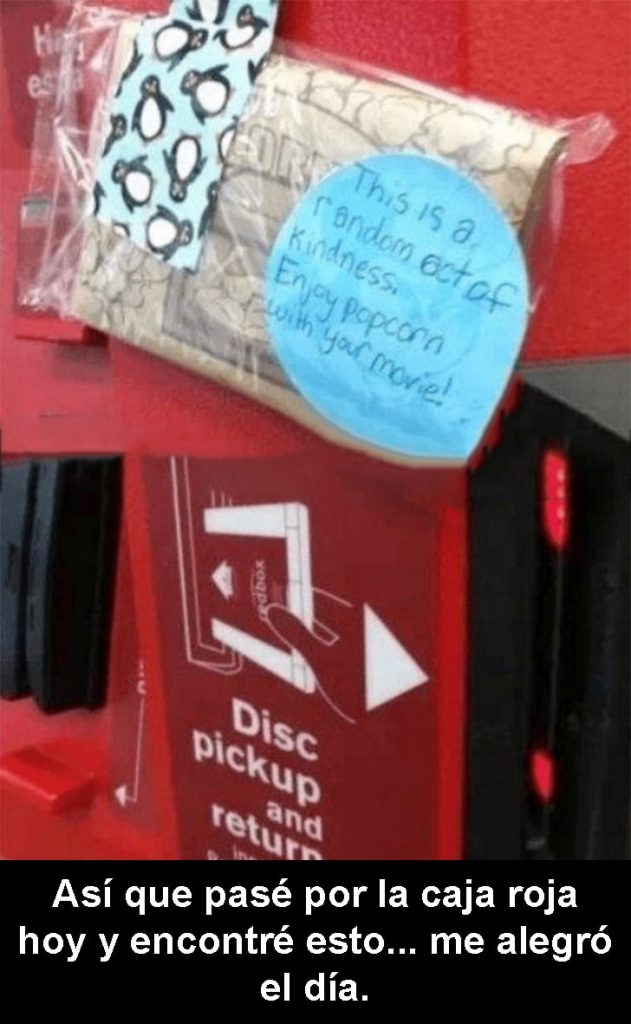 This is a
random act of
kindness.
Enjoy popcorn
with your movie!
redbox
Disc
pickup
and
return
Así que pasé por la caja roja
hoy y encontré esto... me alegró
el día.